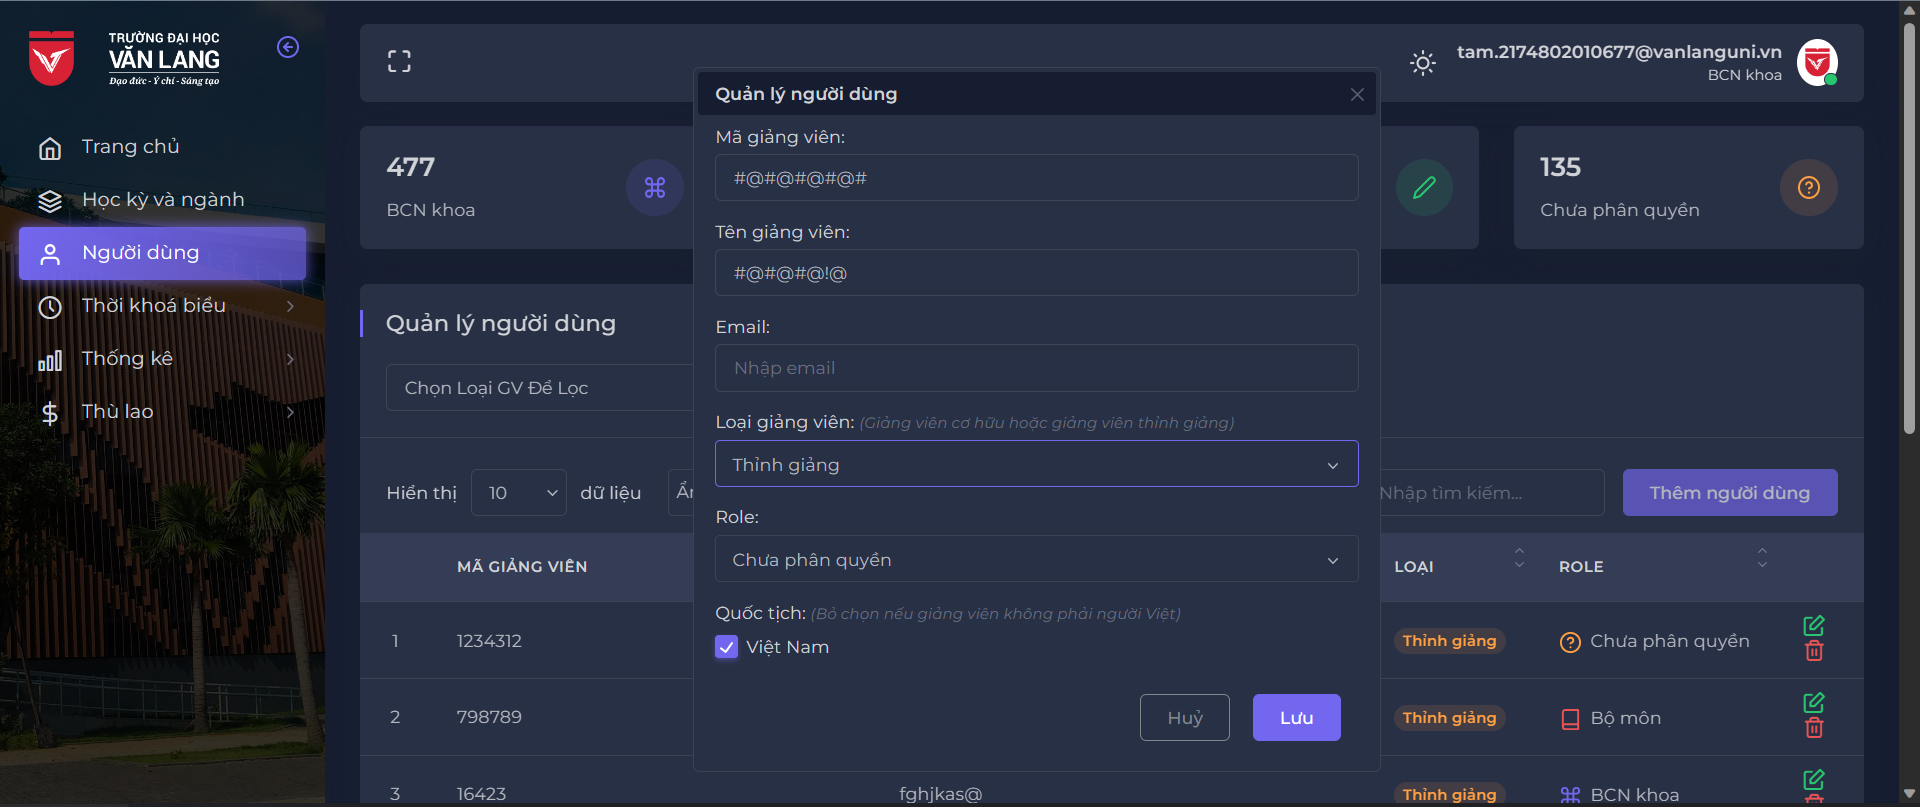 TRƯỜNG ĐẠI HỌC
VĂN LANG
Đạo đức - Ý chí - Sáng tạo
Trang chủ
Học kỳ và ngành
Người dùng
Thời khoá biểu
Thống kê
Thù lao
tam.2174802010677@vanlanguni.vn
BCN khoa
477
BCN khoa
135
Chưa phân quyền
Quản lý người dùng
Chọn Loại GV Để Lọc
Hiển thị 10 dữ liệu
Nhập tìm kiếm...
Thêm người dùng
MÃ GIẢNG VIÊN LOẠI ROLE
1 1234312 Thỉnh giảng Chưa phân quyền
2 798789 Thỉnh giảng Bộ môn
3 16423 fghjkas@ Thỉnh giảng BCN khoa
Quản lý người dùng
Mã giảng viên:
#@#@#@#@#
Tên giảng viên:
#@#@#@!@
Email:
Nhập email
Loại giảng viên: (Giảng viên cơ hữu hoặc giảng viên thỉnh giảng)
Thỉnh giảng
Role:
Chưa phân quyền
Quốc tịch: (Bỏ chọn nếu giảng viên không phải người Việt)
Việt Nam
Huỷ
Lưu